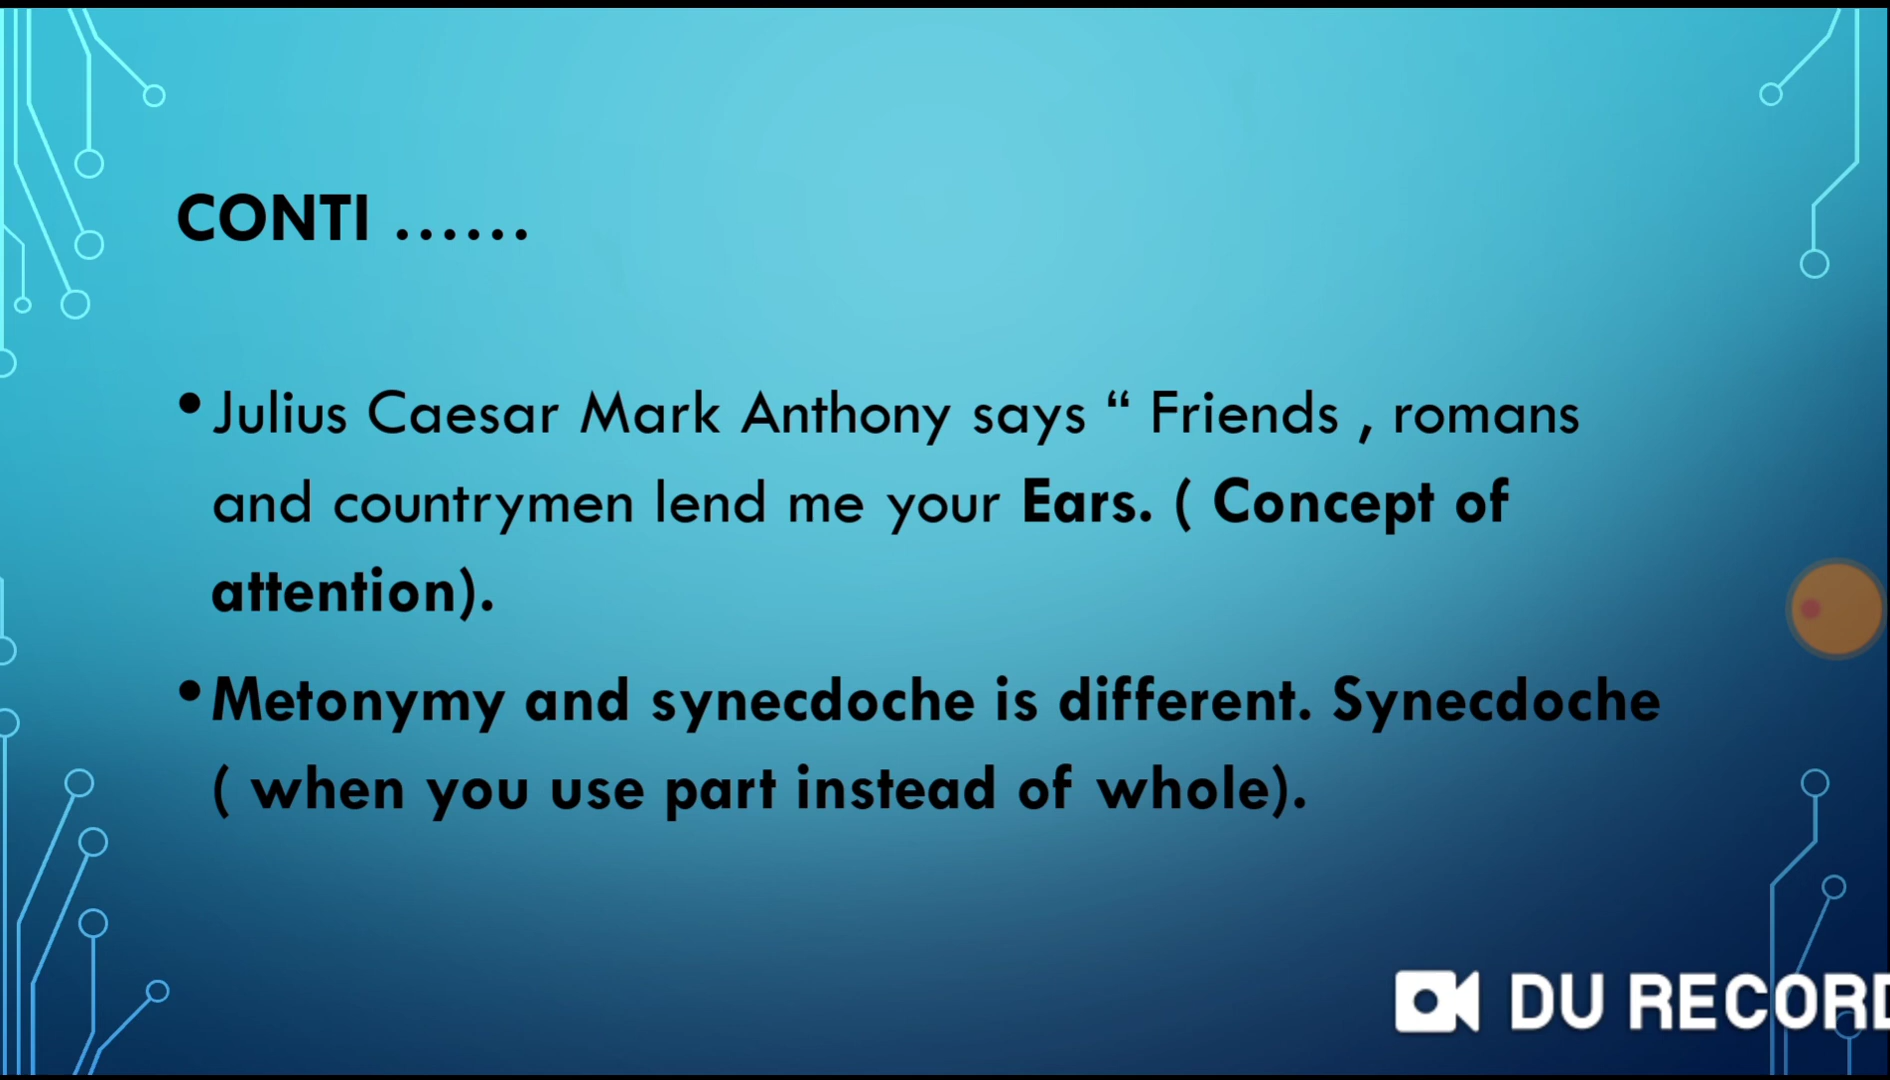 CONTI ......
• Julius Caesar Mark Anthony says “ Friends , romans
and countrymen lend me your Ears. ( Concept of
attention).
• Metonymy and synecdoche is different. Synecdoche
( when you use part instead of whole).
DU RECORD